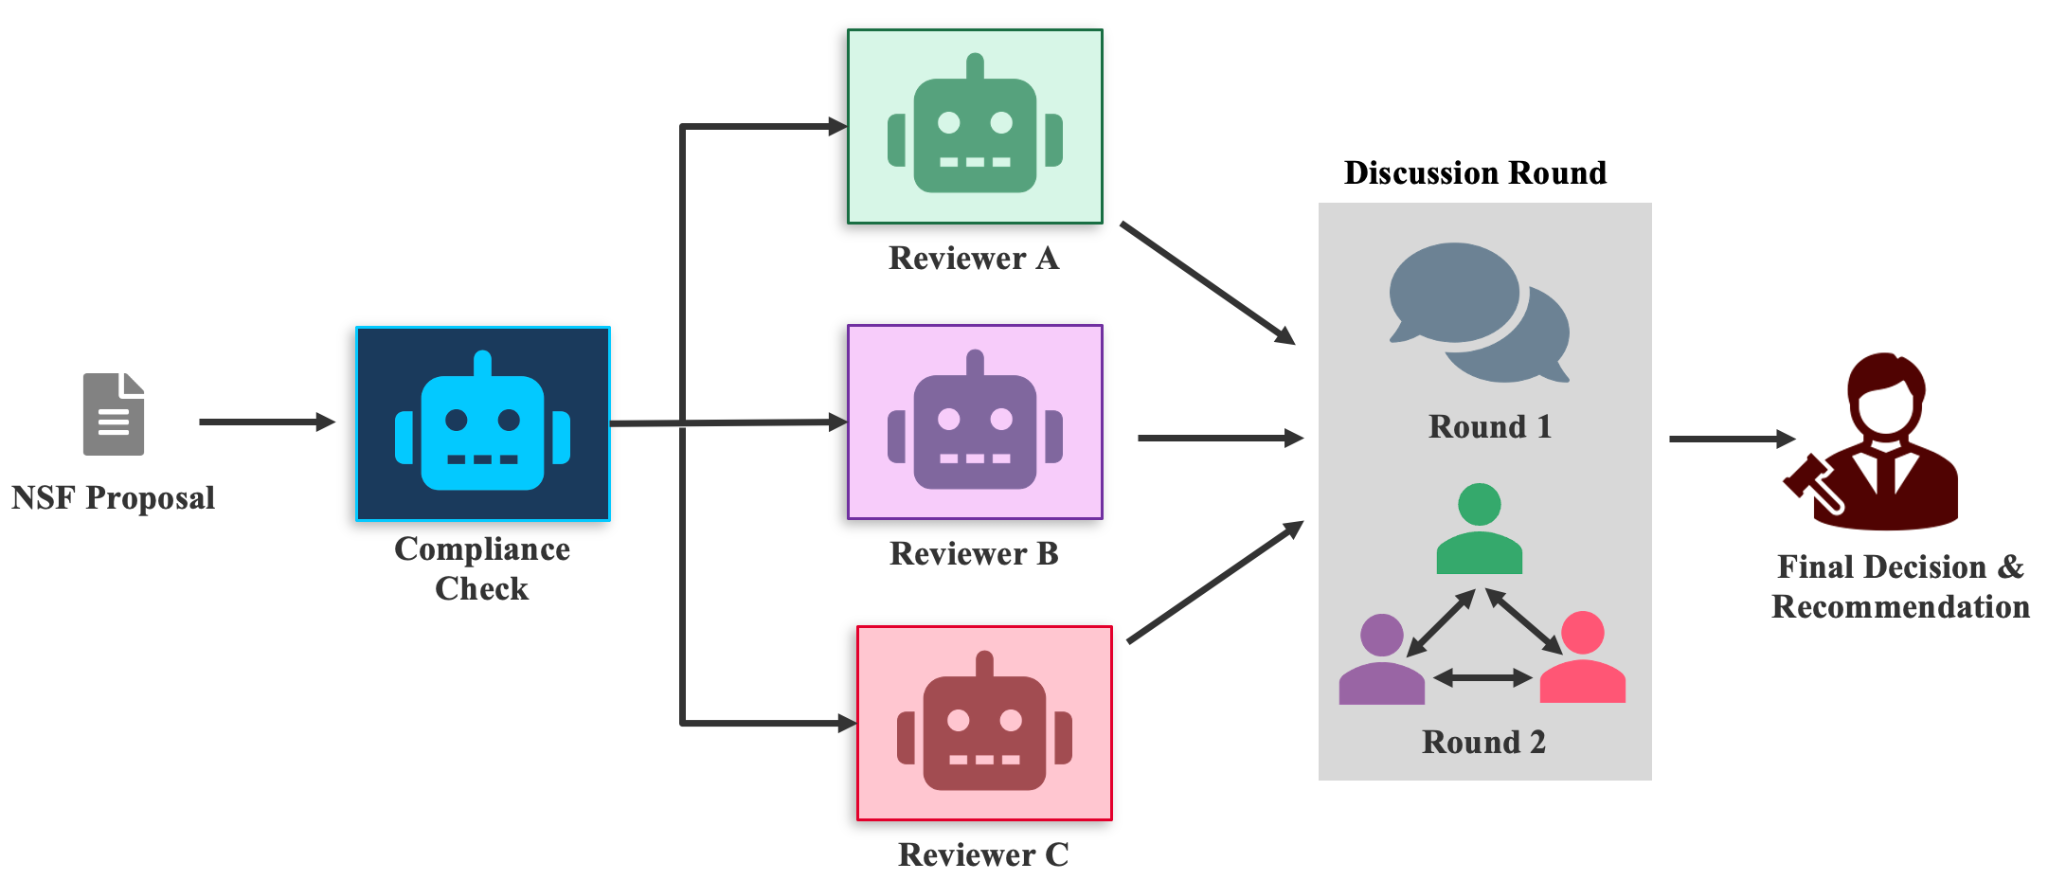 NSF Proposal
Compliance
Check
Reviewer A
Reviewer B
Reviewer C
Discussion Round
Round 1
Round 2
Final Decision &
Recommendation